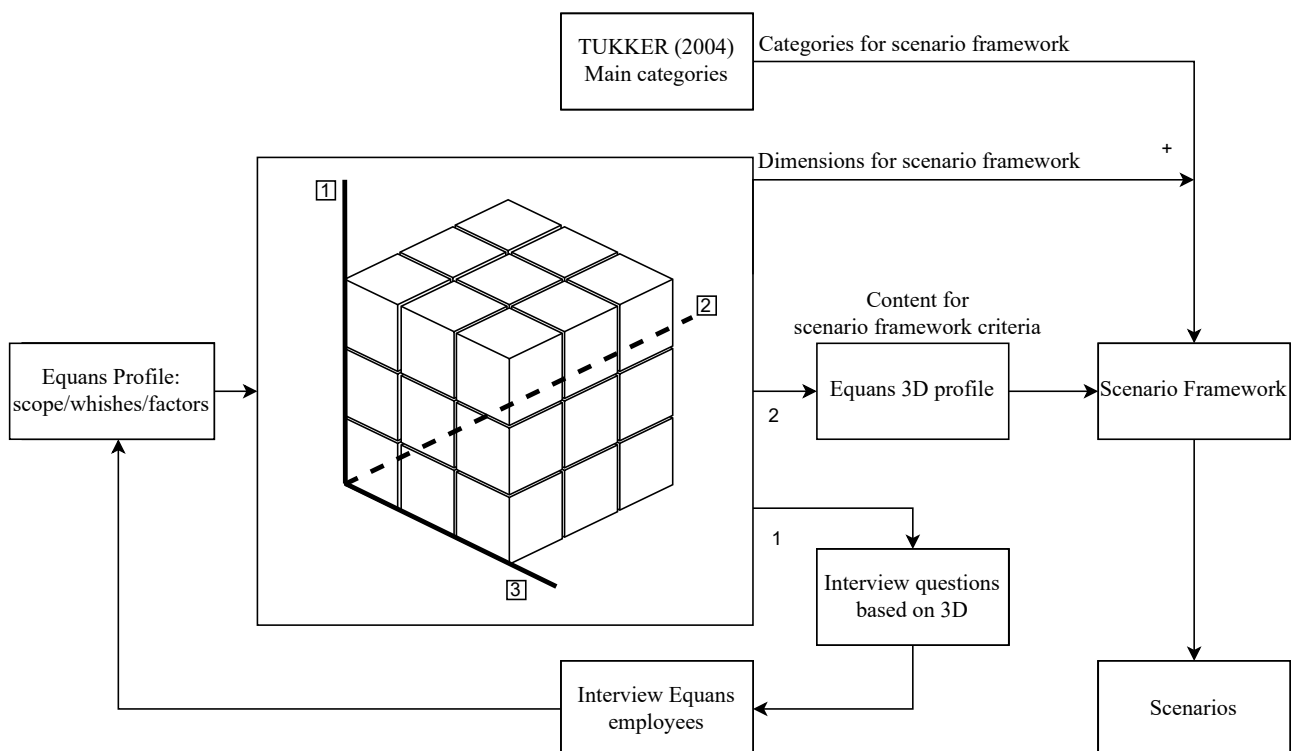 TUKKER (2004)
Main categories
Categories for scenario framework
Dimensions for scenario framework
+
1
2
3
Content for
scenario framework criteria
Equans Profile:
scope/whishes/factors
Equans 3D profile
Scenario Framework
2
1
Interview questions
based on 3D
Interview Equans
employees
Scenarios